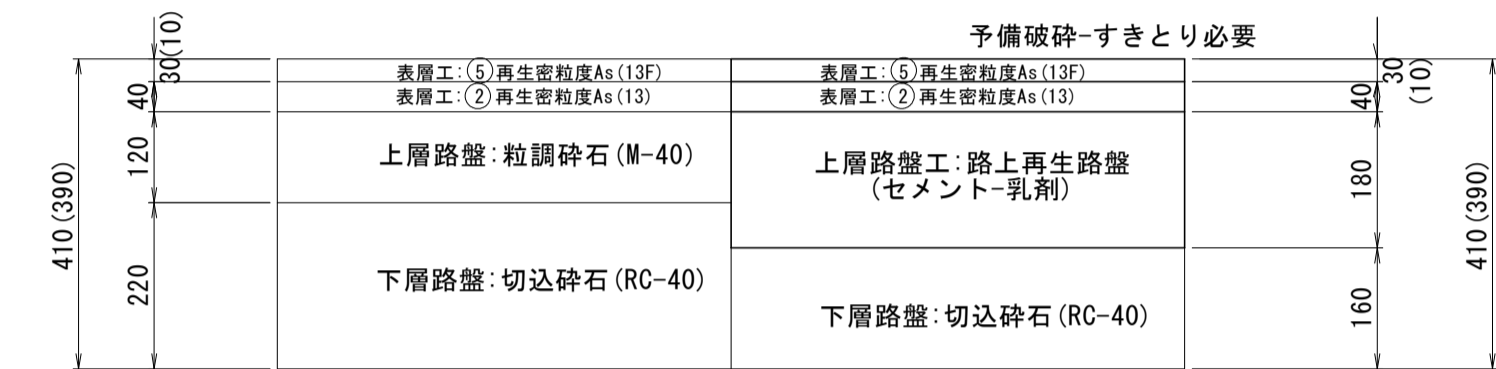 予備破砕-すきとり必要
30(10)
表層工:⑤再生密粒度As(13F)
表層工:⑤再生密粒度As(13F)
30
(10)
40
表層工:②再生密粒度As(13)
表層工:②再生密粒度As(13)
40
410(390)
120
上層路盤:粒調砕石(M-40)
上層路盤工:路上再生路盤
(セメント-乳剤)
180
410(390)
220
下層路盤:切込砕石(RC-40)
下層路盤:切込砕石(RC-40)
160